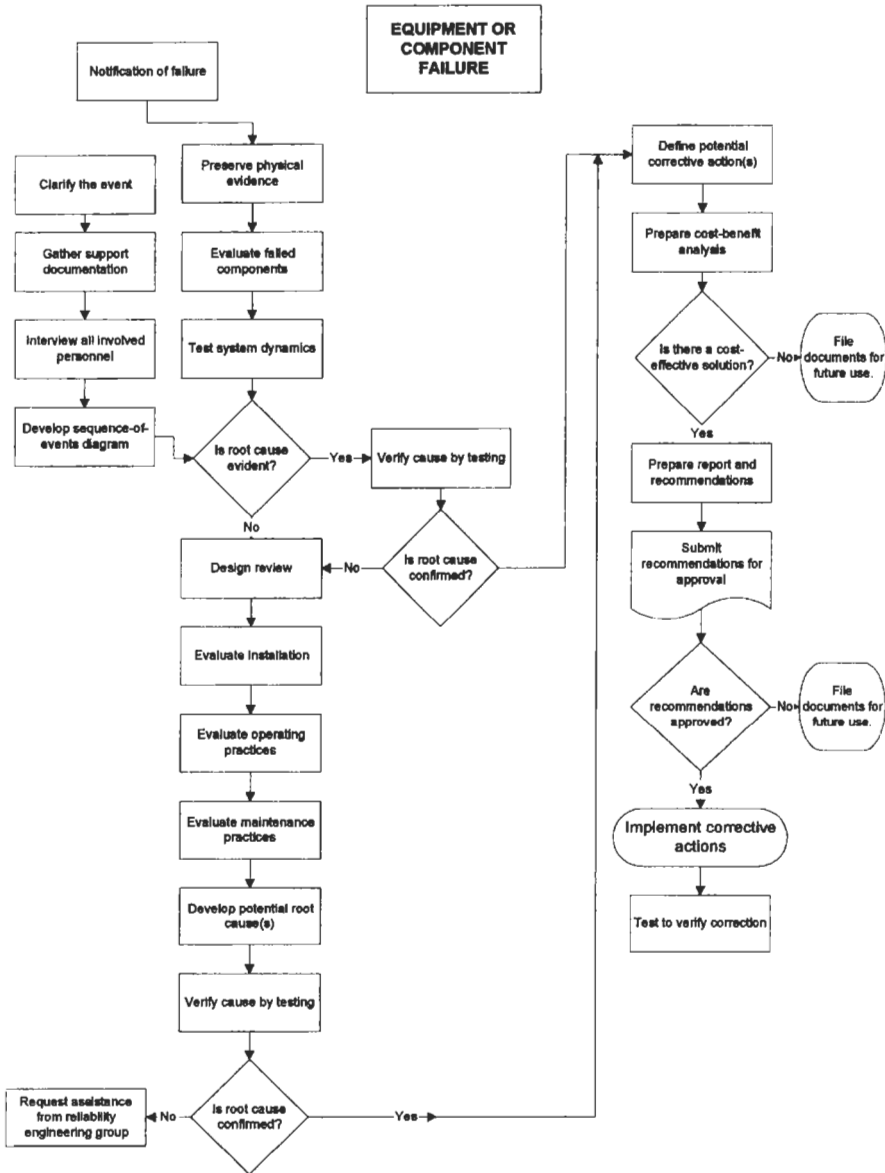 EQUIPMENT OR
COMPONENT
FAILURE
Notification of failure
Preserve physical
evidence
Clarify the event
Gather support
documentation
Evaluate failed
components
Interview all involved
personnel
Test system dynamics
Develop sequence-of-
events diagram
Is root cause
evident?
Yes
Verify cause by testing
No
Design review
No
Is root cause
confirmed?
Evaluate installation
Evaluate operating
practices
Evaluate maintenance
practices
Develop potential root
cause(s)
Verify cause by testing
Is root cause
confirmed?
No
Request assistance
from reliability
engineering group
Yes
Define potential
corrective action(s)
Prepare cost-benefit
analysis
Is there a cost-
effective solution?
No
File
documents for
future use.
Yes
Prepare report and
recommendations
Submit
recommendations for
approval
Are
recommendations
approved?
No
File
documents for
future use.
Yes
Implement corrective
actions
Test to verify correction